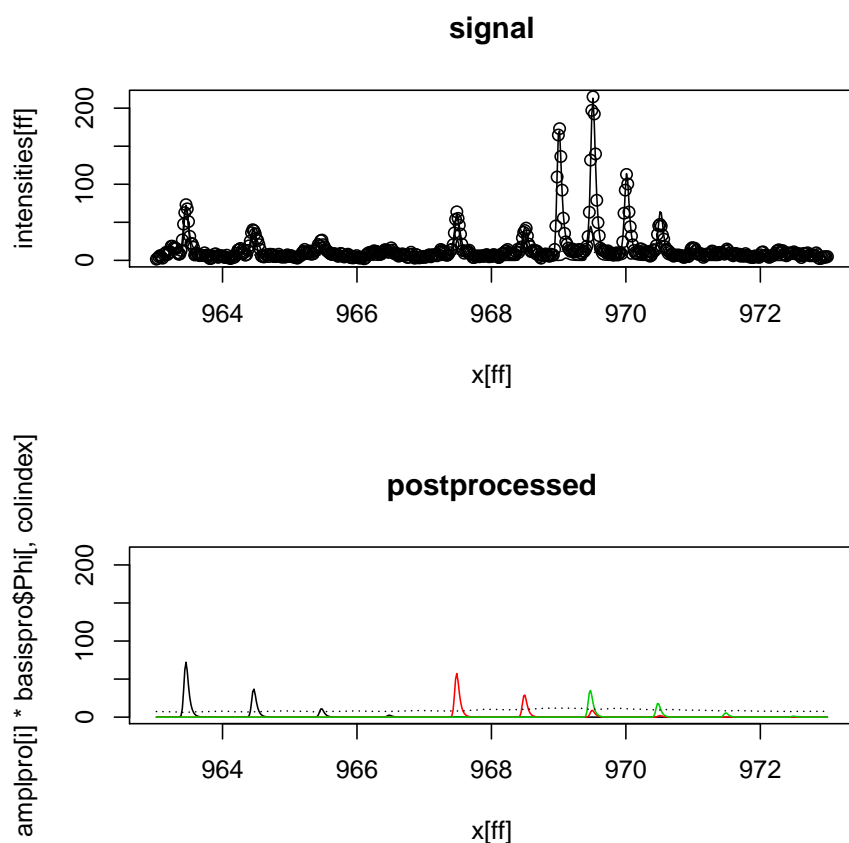 signal
intensities[ff]
200
100
0
964
966
968
970
972
x[ff]
postprocessed
amplpro[i] * basispro$Phi[, colindex]
200
100
0
964
966
968
970
972
x[ff]